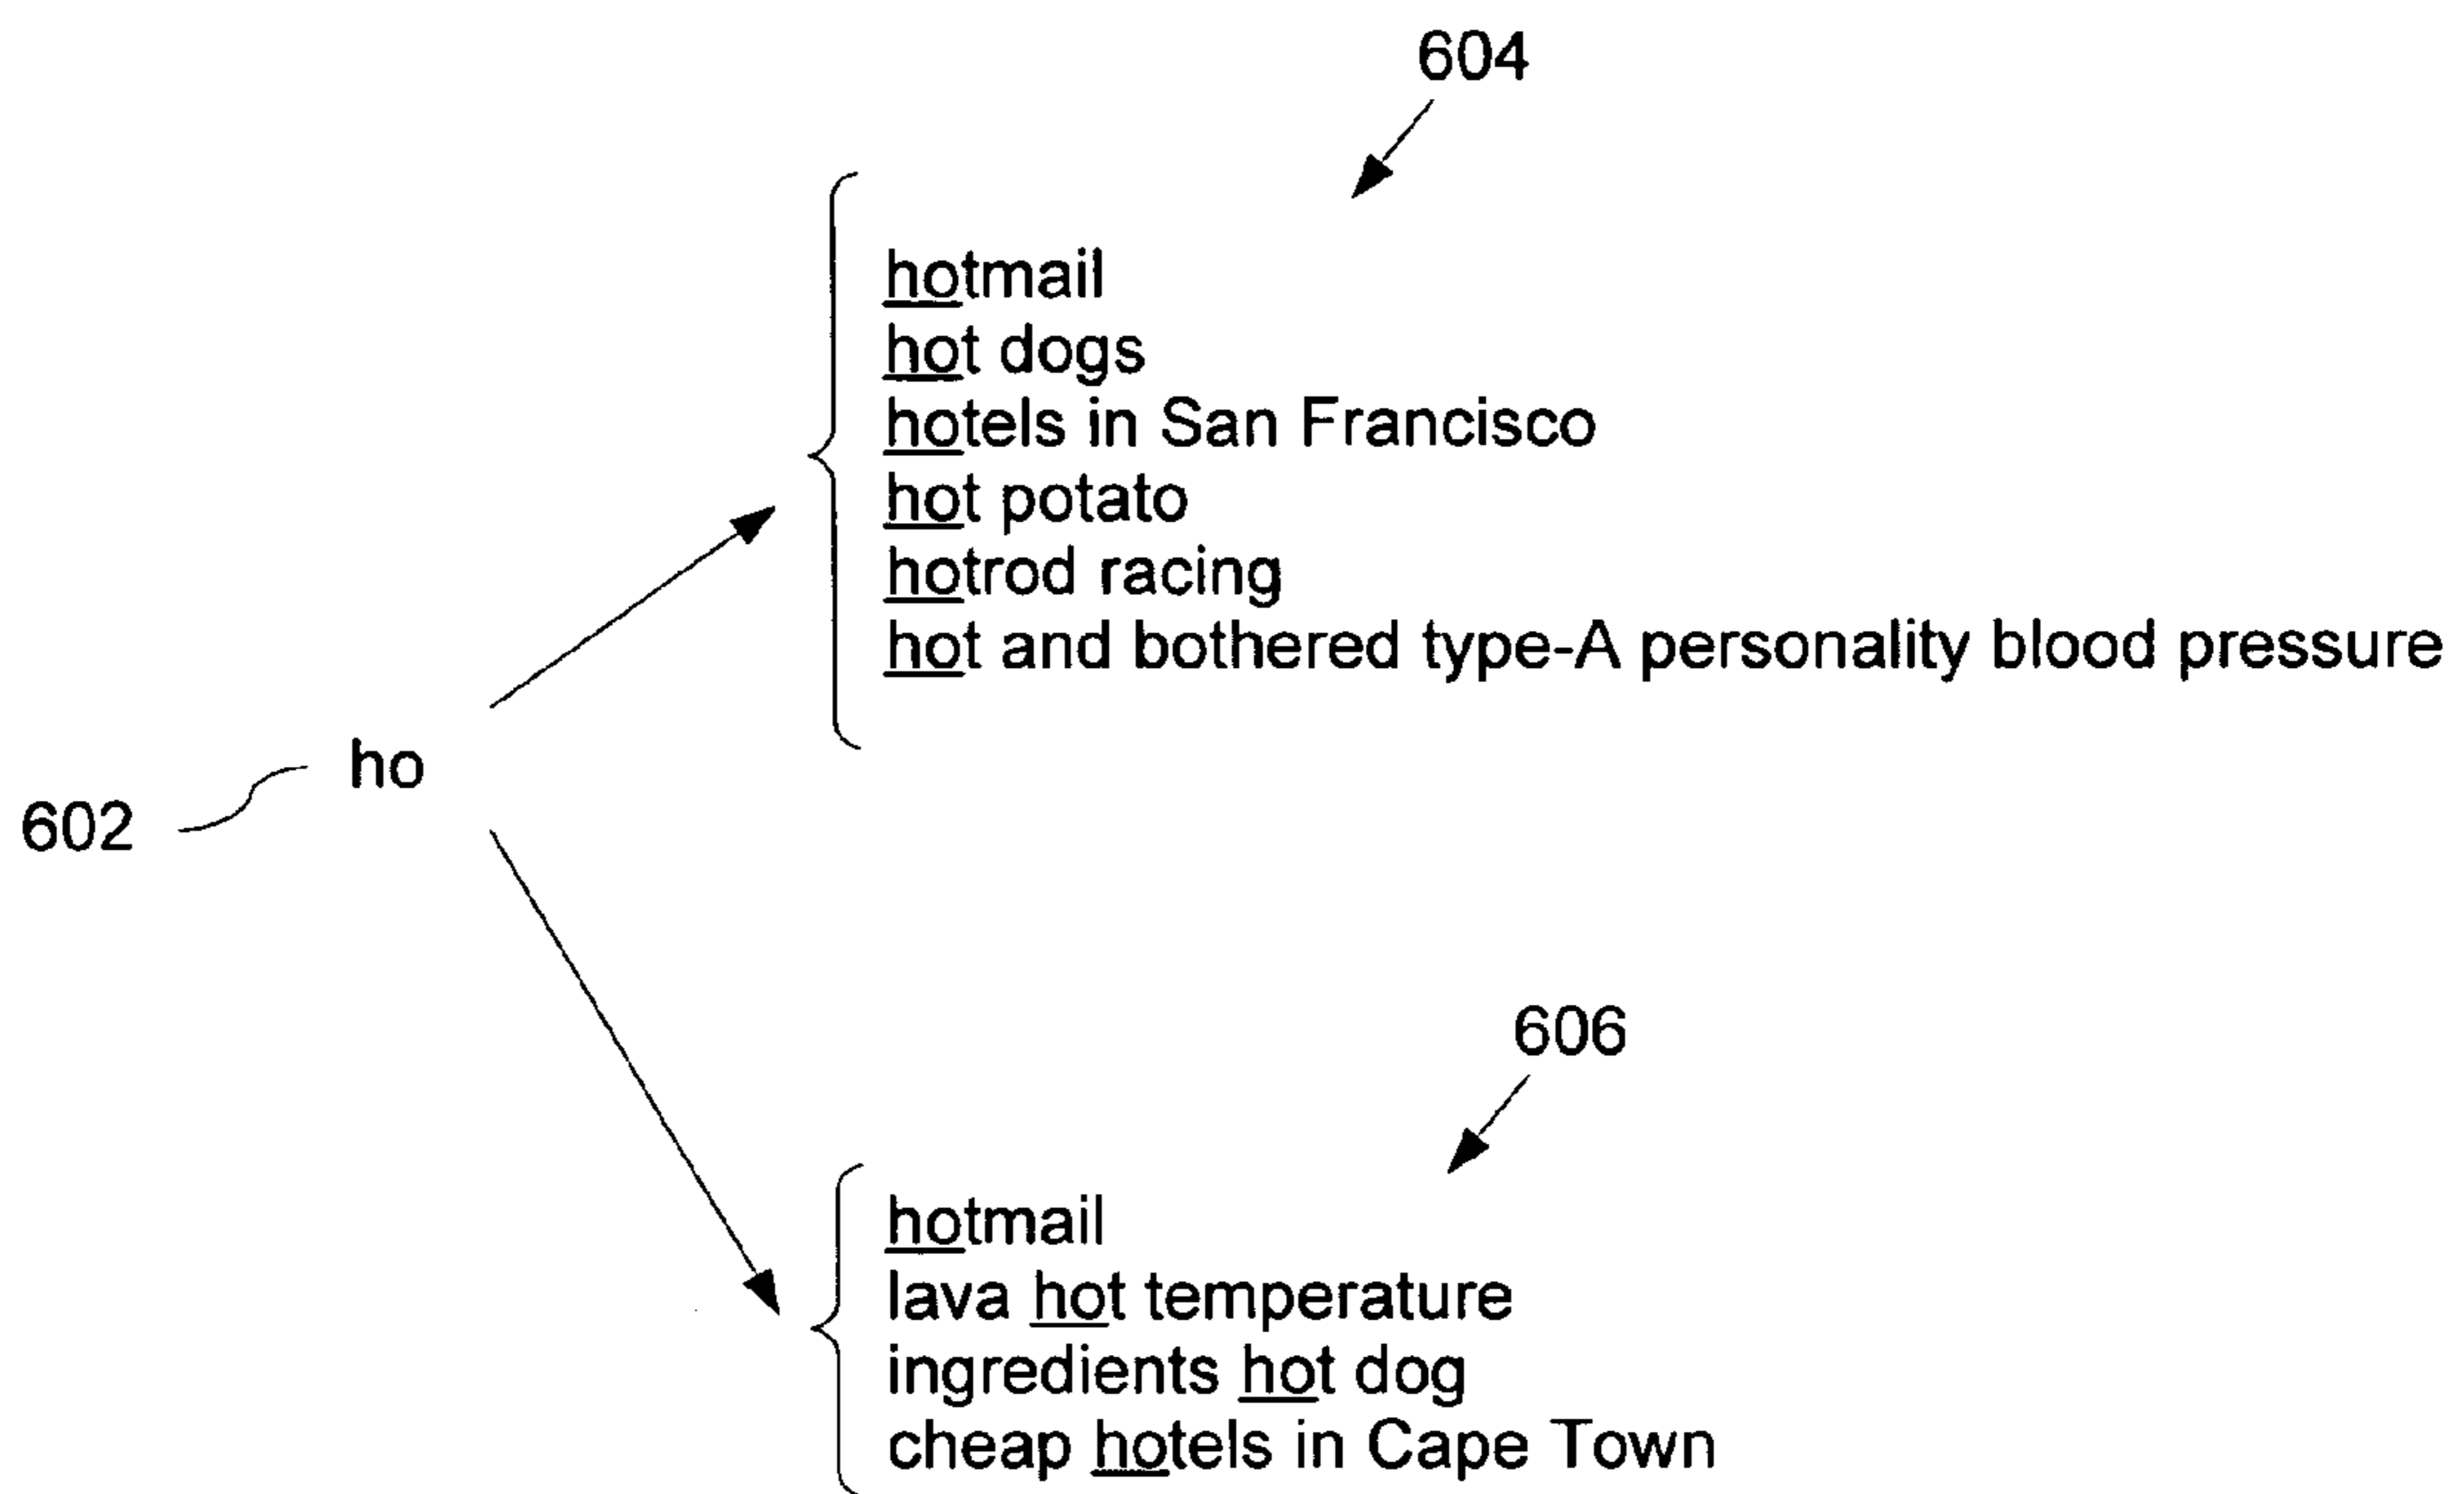 604
hotmail
hot dogs
hotels in San Francisco
hot potato
hotrod racing
hot and bothered type-A personality blood pressure
ho
602
606
hotmail
lava hot temperature
ingredients hot dog
cheap hotels in Cape Town